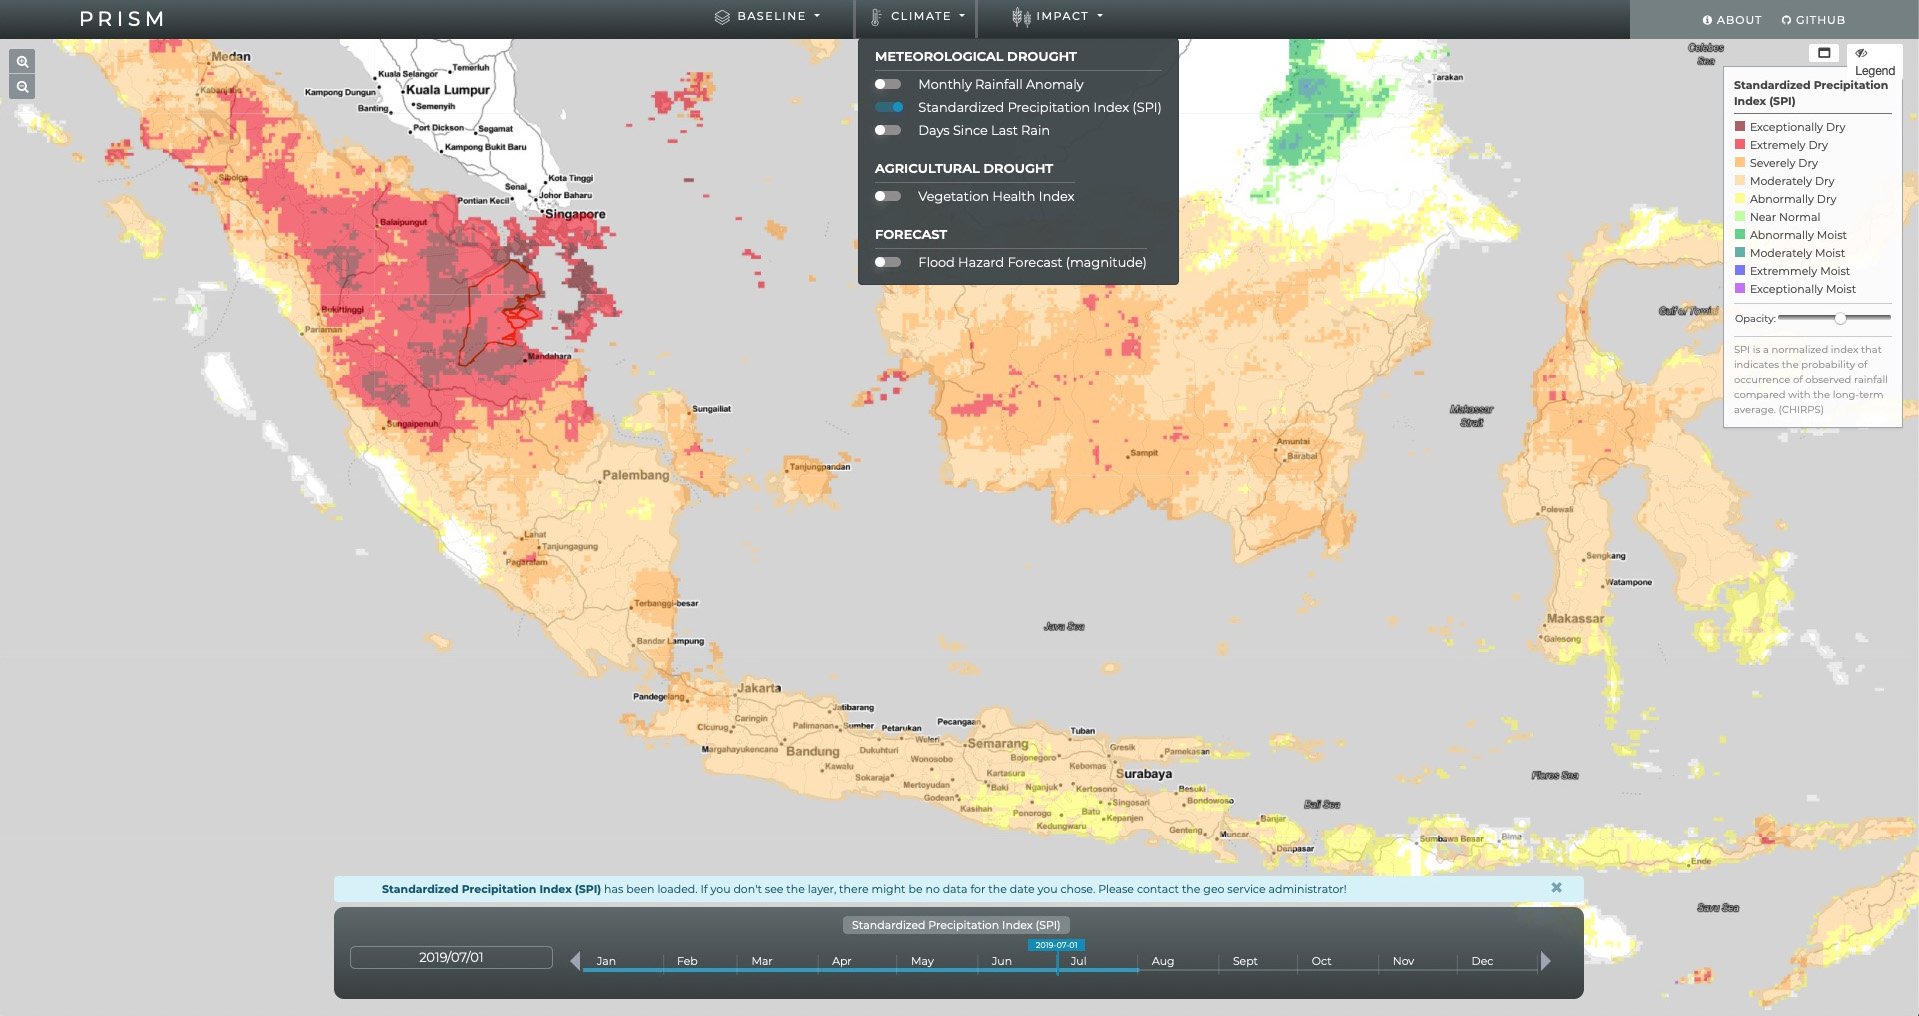 PRISM
BASELINE
CLIMATE
IMPACT
ABOUT
GITHUB
METEOROLOGICAL DROUGHT
Monthly Rainfall Anomaly
Standardized Precipitation Index (SPI)
Days Since Last Rain
AGRICULTURAL DROUGHT
Vegetation Health Index
FORECAST
Flood Hazard Forecast (magnitude)
Legend
Standardized Precipitation
Index (SPI)
Exceptionally Dry
Extremely Dry
Severely Dry
Moderately Dry
Abnormally Dry
Near Normal
Abnormally Moist
Moderately Moist
Extremmely Moist
Exceptionally Moist
Opacity:
SPI is a normalized index that
indicates the probability of
occurrence of observed rainfall
compared with the long-term
average. (CHIRPS)
Celebes
Sea
Tarakan
Medan
Kabanjahe
Kuala Selangor
Temerluh
Kampong Dungun
Kuala Lumpur
Banting
Semenyih
Port Dickson
Segamat
Kampong Bukit Baru
Sibolga
Kota Tinggi
Senai
Johor Baharu
Pontian Kecil
Singapore
Balaipungut
Bukittinggi
Pariaman
Mandahara
Sungaipenuh
Sungailiat
Makassar
Strait
Amuntai
Barabai
Sampit
Tanjungpandan
Palembang
Polewali
Lahat
Tanjungagung
Pagaralam
Sengkang
Watampone
Terbanggi-besar
Makassar
Galesong
Java Sea
Bandar Lampung
Jakarta
Pandegelang
Jatibarang
Caringin
Cicurug
Palimanan
Sumber
Petarukan
Pecangaan
Tuban
Margahayukencana
Bandung
Dukuhturi
Weleri
Semarang
Gresik
Pamekasan
Kawalu
Wonosobo
Bojonegoro
Kebomas
Sokaraja
Kartasura
Surabaya
Flores Sea
Mertoyudan
Baki
Nganjuk
Kertosono
Besuki
Godean
Kasihan
Singosari
Bondowoso
Bali Sea
Ponorogo
Batu
Kepanjen
Banjar
Kedungwaru
Genteng
Muncar
Denpasar
Sumbawa Besar
Bima
Ende
Savu Sea
Standardized Precipitation Index (SPI) has been loaded. If you don't see the layer, there might be no data for the date you chose. Please contact the geo service administrator!
Standardized Precipitation Index (SPI)
2019-07-01
2019/07/01
Jan
Feb
Mar
Apr
May
Jun
Jul
Aug
Sept
Oct
Nov
Dec